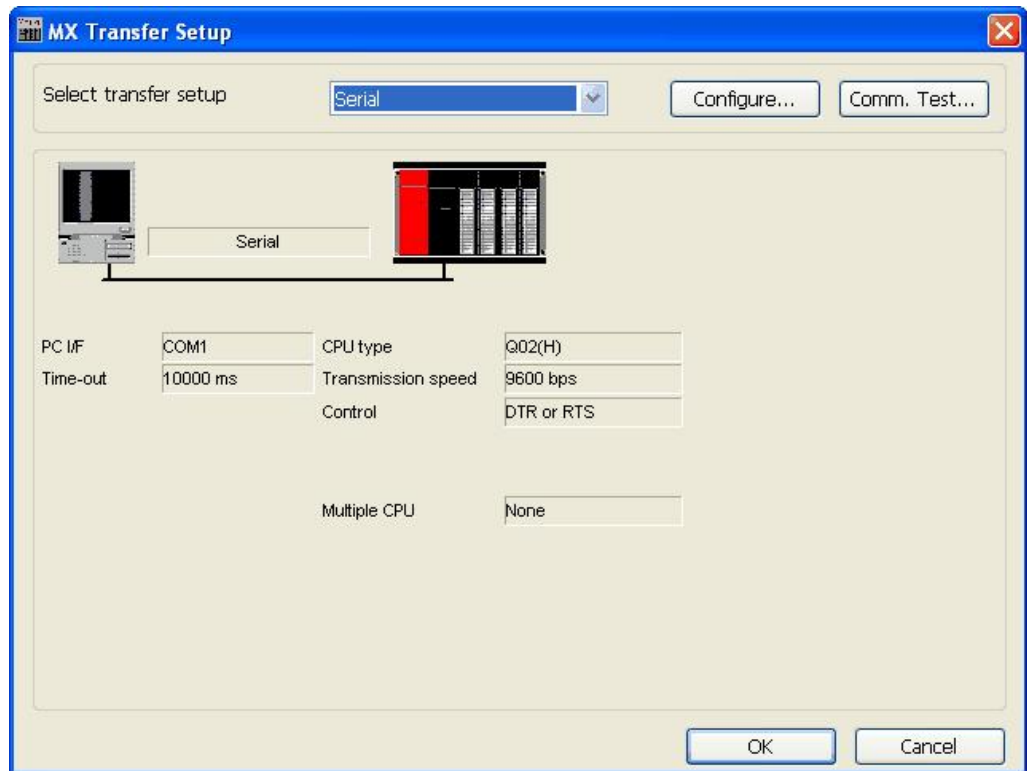 MX Transfer Setup
Select transfer setup Serial Configure... Comm. Test...
Serial
PC I/F COM1 CPU type Q02(H)
Time-out 10000 ms Transmission speed 9600 bps
Control DTR or RTS
Multiple CPU None
OK Cancel